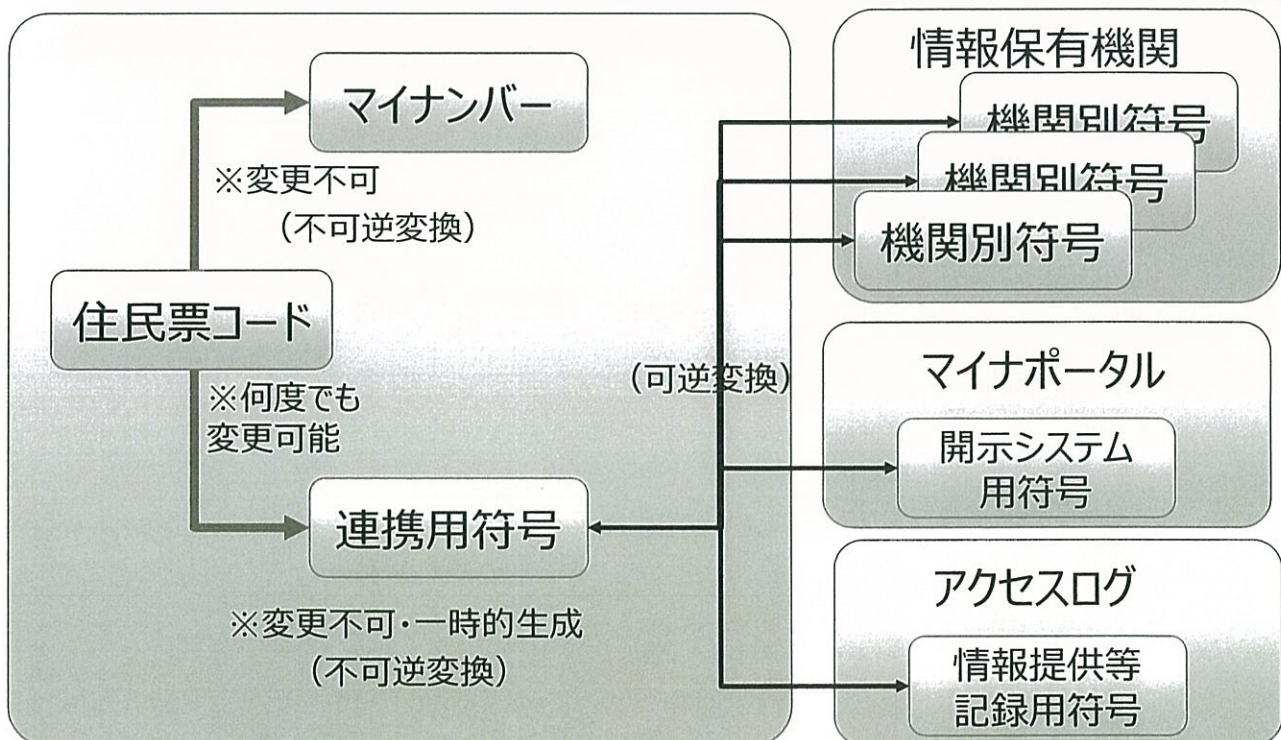 マイナンバー
※変更不可
(不可逆変換)
住民票コード
※何度でも
変更可能
連携用符号
※変更不可・一時的生成
(不可逆変換)
(可逆変換)
情報保有機関
機関別符号
機関別符号
機関別符号
マイナポータル
開示システム
用符号
アクセスログ
情報提供等
記録用符号